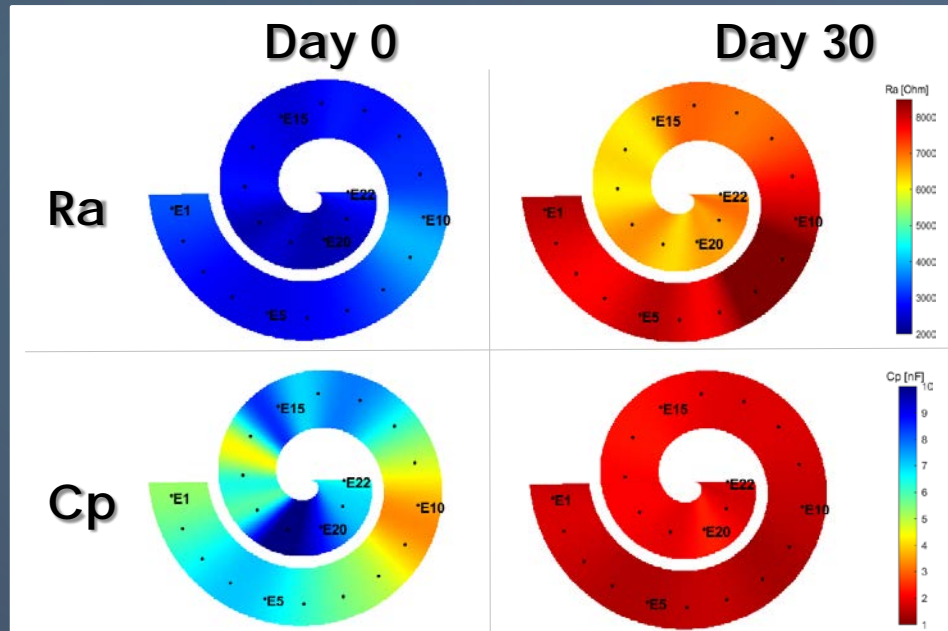 Day 0
Day 30
Ra
*E15
*E22
*E1
*E10
*E20
*E5
*E15
*E22
*E1
*E10
*E20
*E5
Ra [Ohm]
8000
7000
6000
5000
4000
3000
2000
Cp
*E15
*E22
*E1
*E10
*E20
*E5
*E15
*E22
*E1
*E10
*E20
*E5
Cp [nF]
10
9
8
7
6
5
4
3
2
1